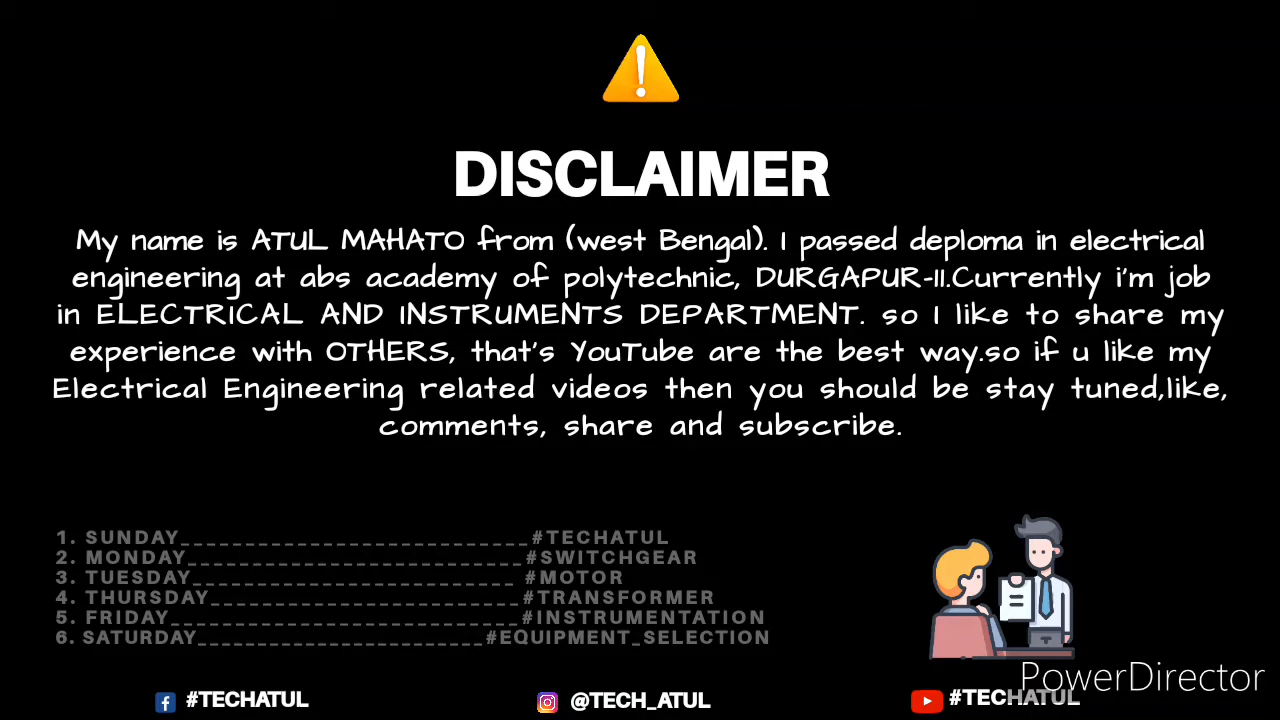 DISCLAIMER
My name is ATUL MAHATO from (west Bengal). I passed deploma in electrical
engineering at abs academy of polytechnic, DURGAPUR-II.Currently i'm job
in ELECTRICAL AND INSTRUMENTS DEPARTMENT. so I like to share my
experience with OTHERS, that's YouTube are the best way.so if u like my
Electrical Engineering related videos then you should be stay tuned,like,
comments, share and subscribe.
1. SUNDAY___________________________#TECHATUL
2. MONDAY__________________________#SWITCHGEAR
3. TUESDAY_________________________ #MOTOR
4. THURSDAY________________________#TRANSFORMER
5. FRIDAY___________________________#INSTRUMENTATION
6. SATURDAY________________________#EQUIPMENT_SELECTION
PowerDirector
#TECHATUL @TECH_ATUL #TECHATUL